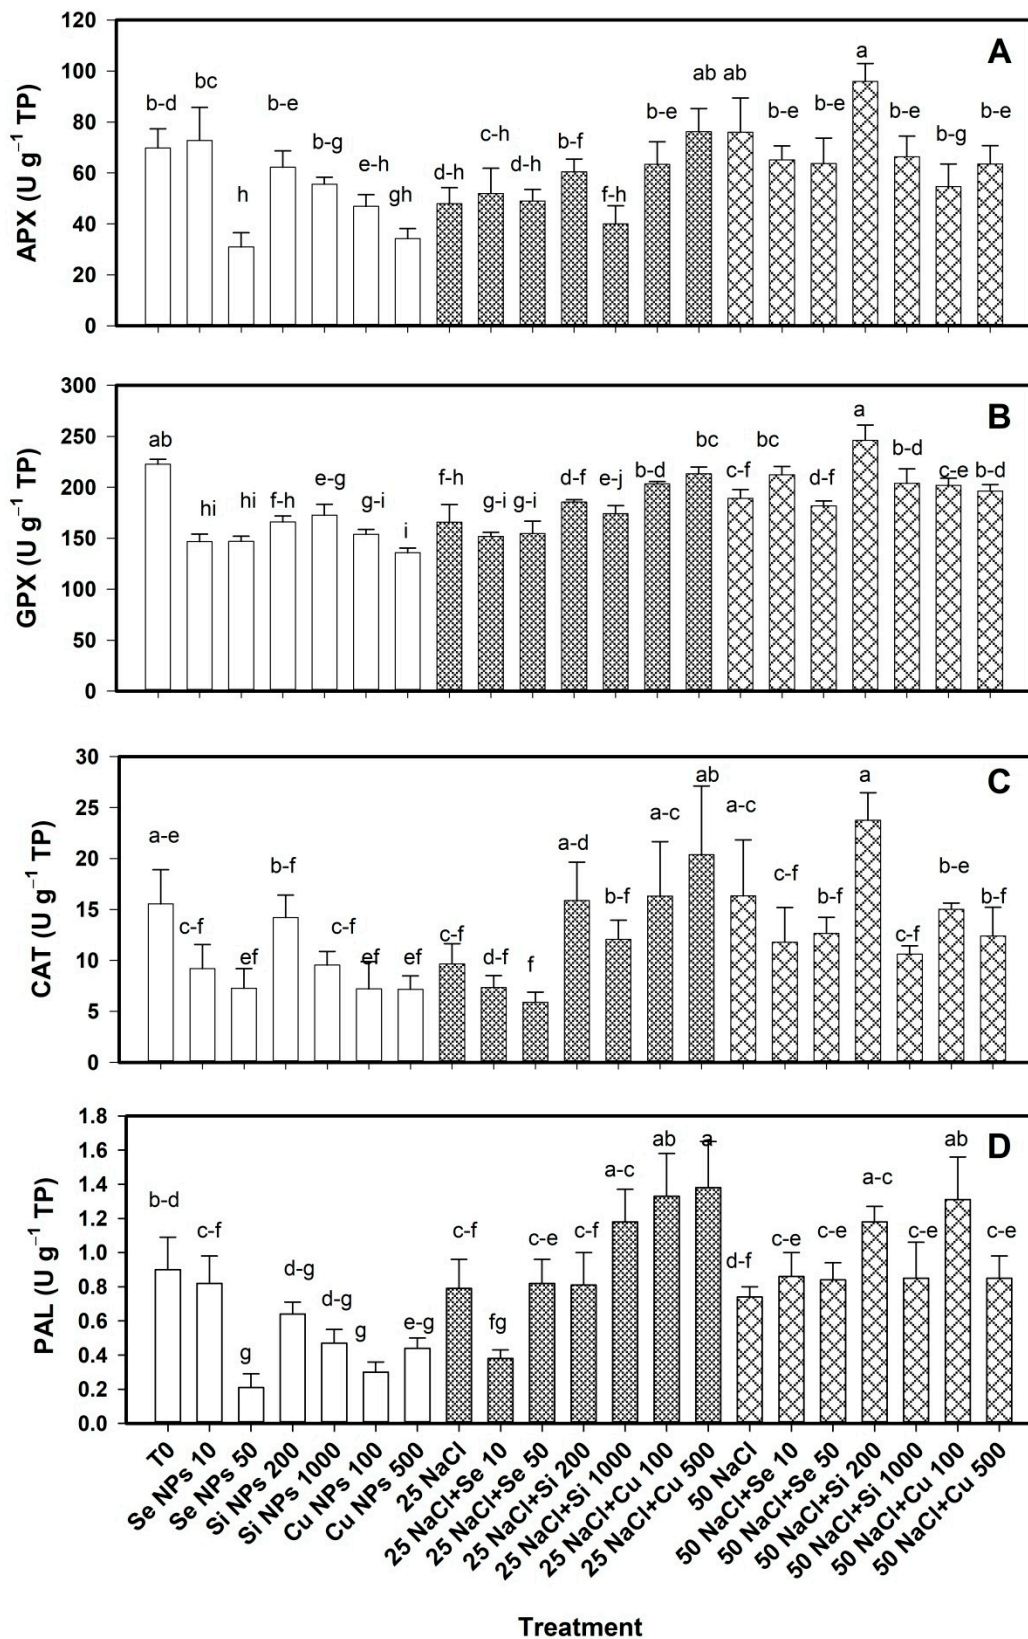 A
APX (U g⁻¹ TP)
120
100
80
60
40
20
0
b-d bc h b-e b-g e-h gh d-h c-h d-h b-f f-h b-e ab ab b-e b-e a b-e b-g b-e
B
GPX (U g⁻¹ TP)
300
250
200
150
100
50
0
ab hi hi f-h e-g g-i i f-h g-i g-i d-f e-j b-d bc c-f bc d-f a b-d c-e b-d
C
CAT (U g⁻¹ TP)
30
25
20
15
10
5
0
a-e c-f ef b-f c-f ef ef c-f d-f f a-d b-f a-c ab a-c c-f b-f a c-f b-e b-f
D
PAL (U g⁻¹ TP)
1.8
1.6
1.4
1.2
1.0
0.8
0.6
0.4
0.2
0.0
b-d c-f g d-g d-g g e-g c-f fg c-e c-f a-c ab a d-f c-e c-e a-c c-e ab c-e
T0
Se NPs 10
Se NPs 50
Si NPs 200
Si NPs 1000
Cu NPs 100
Cu NPs 500
25 NaCl
25 NaCl+Se 10
25 NaCl+Se 50
25 NaCl+Si 200
25 NaCl+Si 1000
25 NaCl+Cu 100
25 NaCl+Cu 500
50 NaCl
50 NaCl+Se 10
50 NaCl+Se 50
50 NaCl+Si 200
50 NaCl+Si 1000
50 NaCl+Cu 100
50 NaCl+Cu 500
Treatment